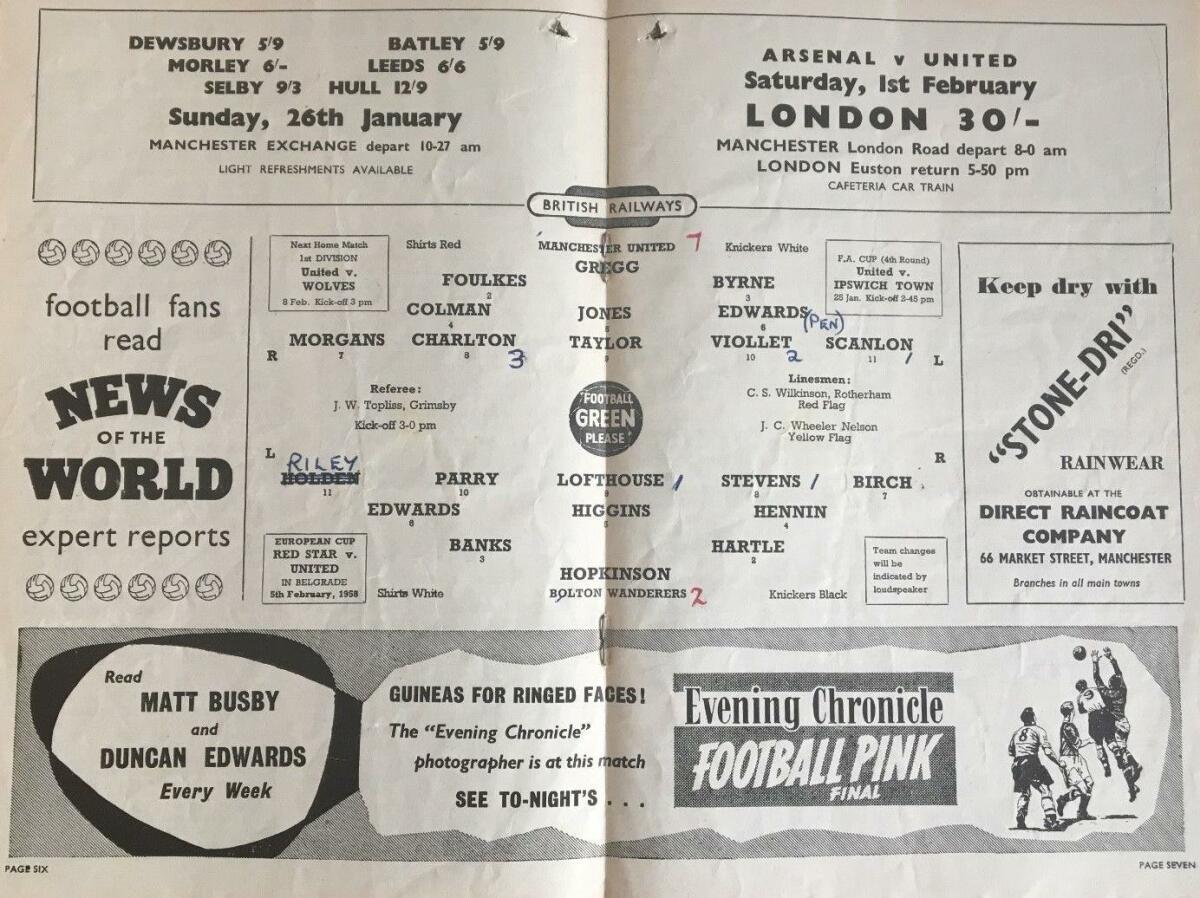 DEWSBURY 5/9 BATLEY 5/9
MORLEY 6/- LEEDS 6/6
SELBY 9/3 HULL 12/9
Sunday, 26th January
MANCHESTER EXCHANGE depart 10-27 am
LIGHT REFRESHMENTS AVAILABLE
ARSENAL v UNITED
Saturday, 1st February
LONDON 30/-
MANCHESTER London Road depart 8-0 am
LONDON Euston return 5-50 pm
CAFETERIA CAR TRAIN
BRITISH RAILWAYS
football fans
read
NEWS
OF THE
WORLD
expert reports
Next Home Match
1st DIVISION
United v.
WOLVES
8 Feb. Kick-off 3 pm
Shirts Red
MANCHESTER UNITED 7
Knickers White
F.A. CUP (4th Round)
United v.
IPSWICH TOWN
25 Jan. Kick-off 2-45 pm
GREGG
FOULKES BYRNE
2 3
COLMAN JONES EDWARDS (PEN)
4 5 6
MORGANS CHARLTON TAYLOR VIOLLET SCANLON
R 7 8 3 9 10 2 11 1 L
Referee:
J. W. Topliss, Grimsby
Kick-off 3-0 pm
FOOTBALL
GREEN
PLEASE
Linesmen:
C. S. Wilkinson, Rotherham
Red Flag
J. C. Wheeler Nelson
Yellow Flag
L RILEY R
HOLDEN PARRY LOFTHOUSE 1 STEVENS 1 BIRCH
11 10 9 8 7
EDWARDS HIGGINS HENNIN
6 5 4
BANKS HARTLE
3 2
HOPKINSON
EUROPEAN CUP
RED STAR v.
UNITED
IN BELGRADE
5th February, 1958
Shirts White
BOLTON WANDERERS 2
Knickers Black
Team changes
will be
indicated by
loudspeaker
Keep dry with
"STONE-DRI"
(REGD.)
RAINWEAR
OBTAINABLE AT THE
DIRECT RAINCOAT
COMPANY
66 MARKET STREET, MANCHESTER
Branches in all main towns
Read
MATT BUSBY
and
DUNCAN EDWARDS
Every Week
GUINEAS FOR RINGED FACES!
The "Evening Chronicle"
photographer is at this match
SEE TO-NIGHT'S . . .
Evening Chronicle
FOOTBALL PINK
FINAL
8
PAGE SIX
PAGE SEVEN